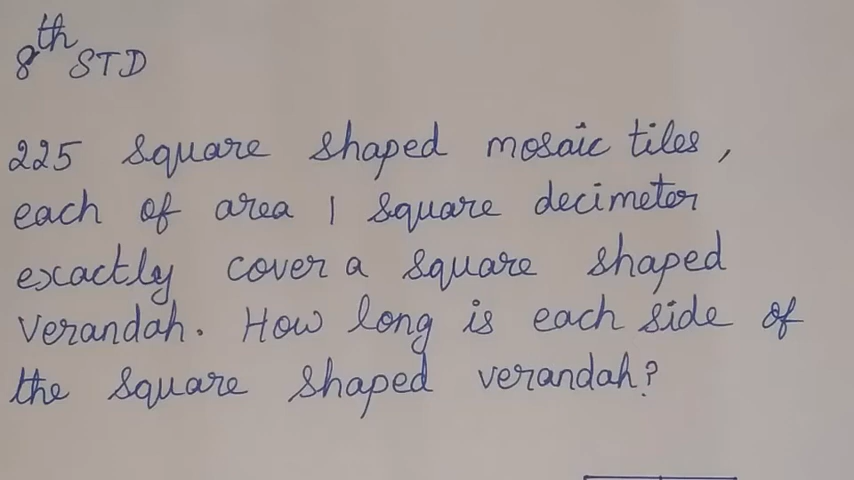 8th STD
225 square shaped mosaic tiles,
each of area 1 square decimeter
exactly cover a square shaped
verandah. How long is each side of
the square shaped verandah?